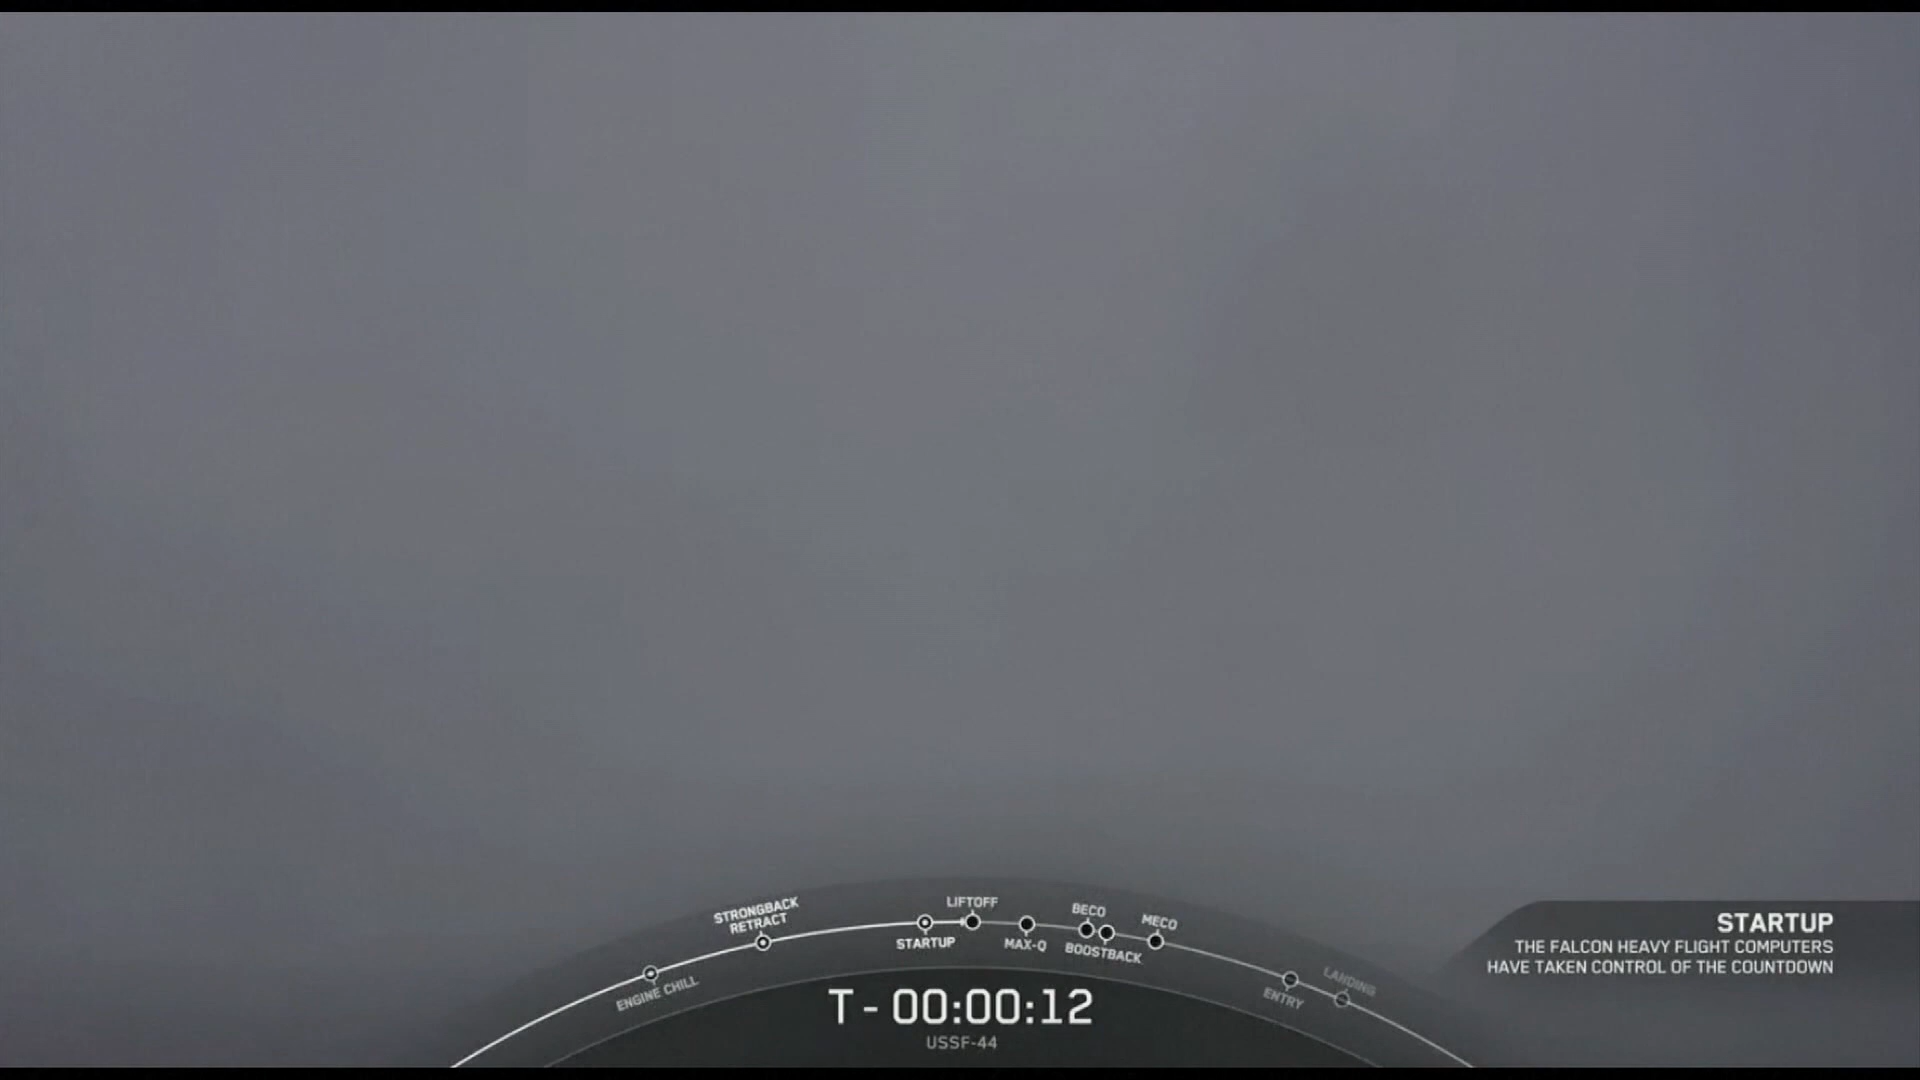 STRONGBACK
RETRACT
ENGINE CHILL
STARTUP
LIFTOFF
MAX-Q
BECO
BOOSTBACK
MECO
ENTRY
LANDING
T- 00:00:12
USSF-44
STARTUP
THE FALCON HEAVY FLIGHT COMPUTERS
HAVE TAKEN CONTROL OF THE COUNTDOWN